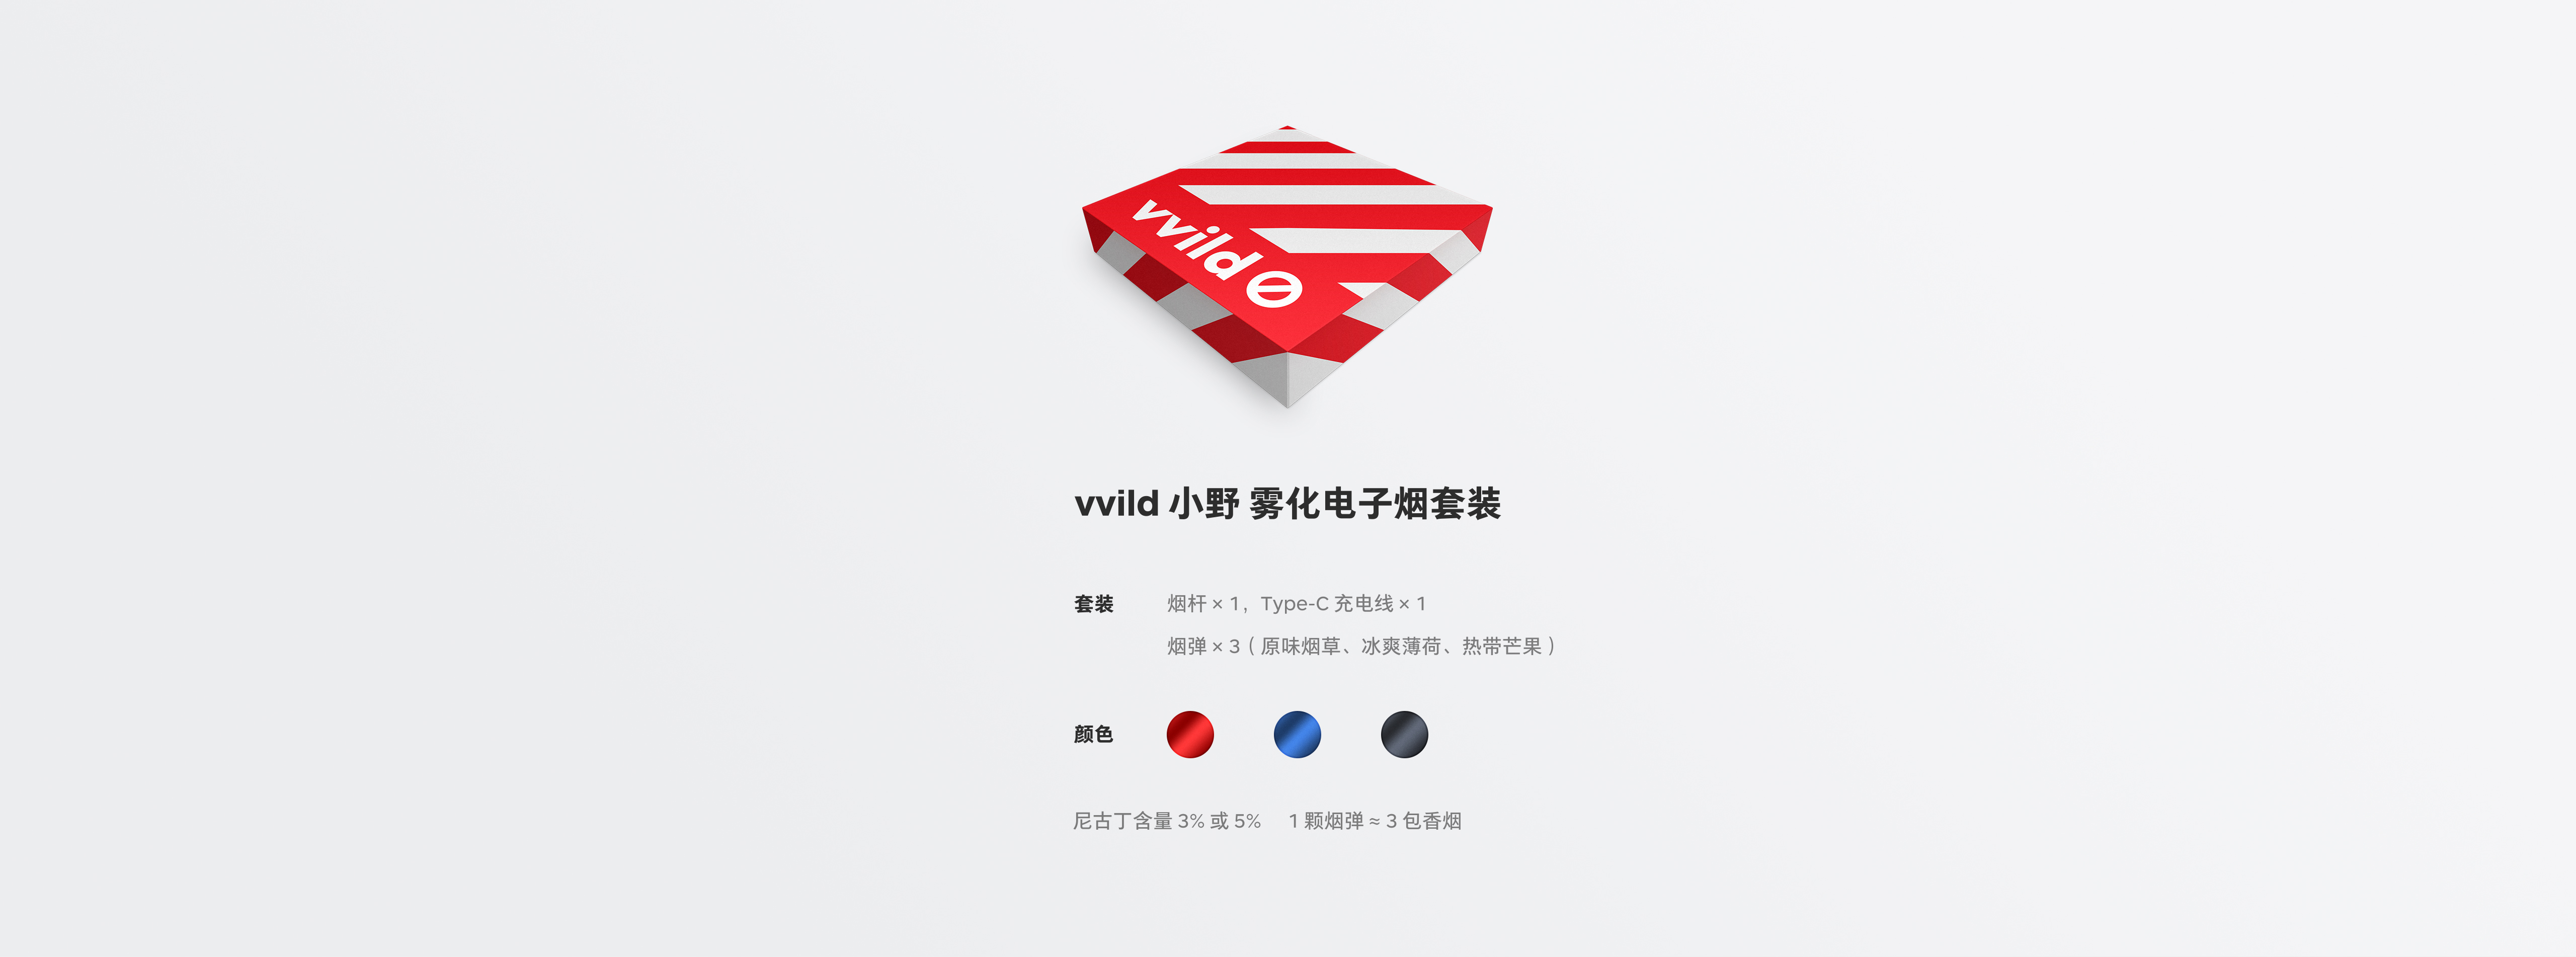 vvild
vvild 小野 雾化电子烟套装
套装 烟杆 × 1，Type-C 充电线 × 1
烟弹 × 3（原味烟草、冰爽薄荷、热带芒果）
颜色
尼古丁含量 3% 或 5% 1 颗烟弹 ≈ 3 包香烟